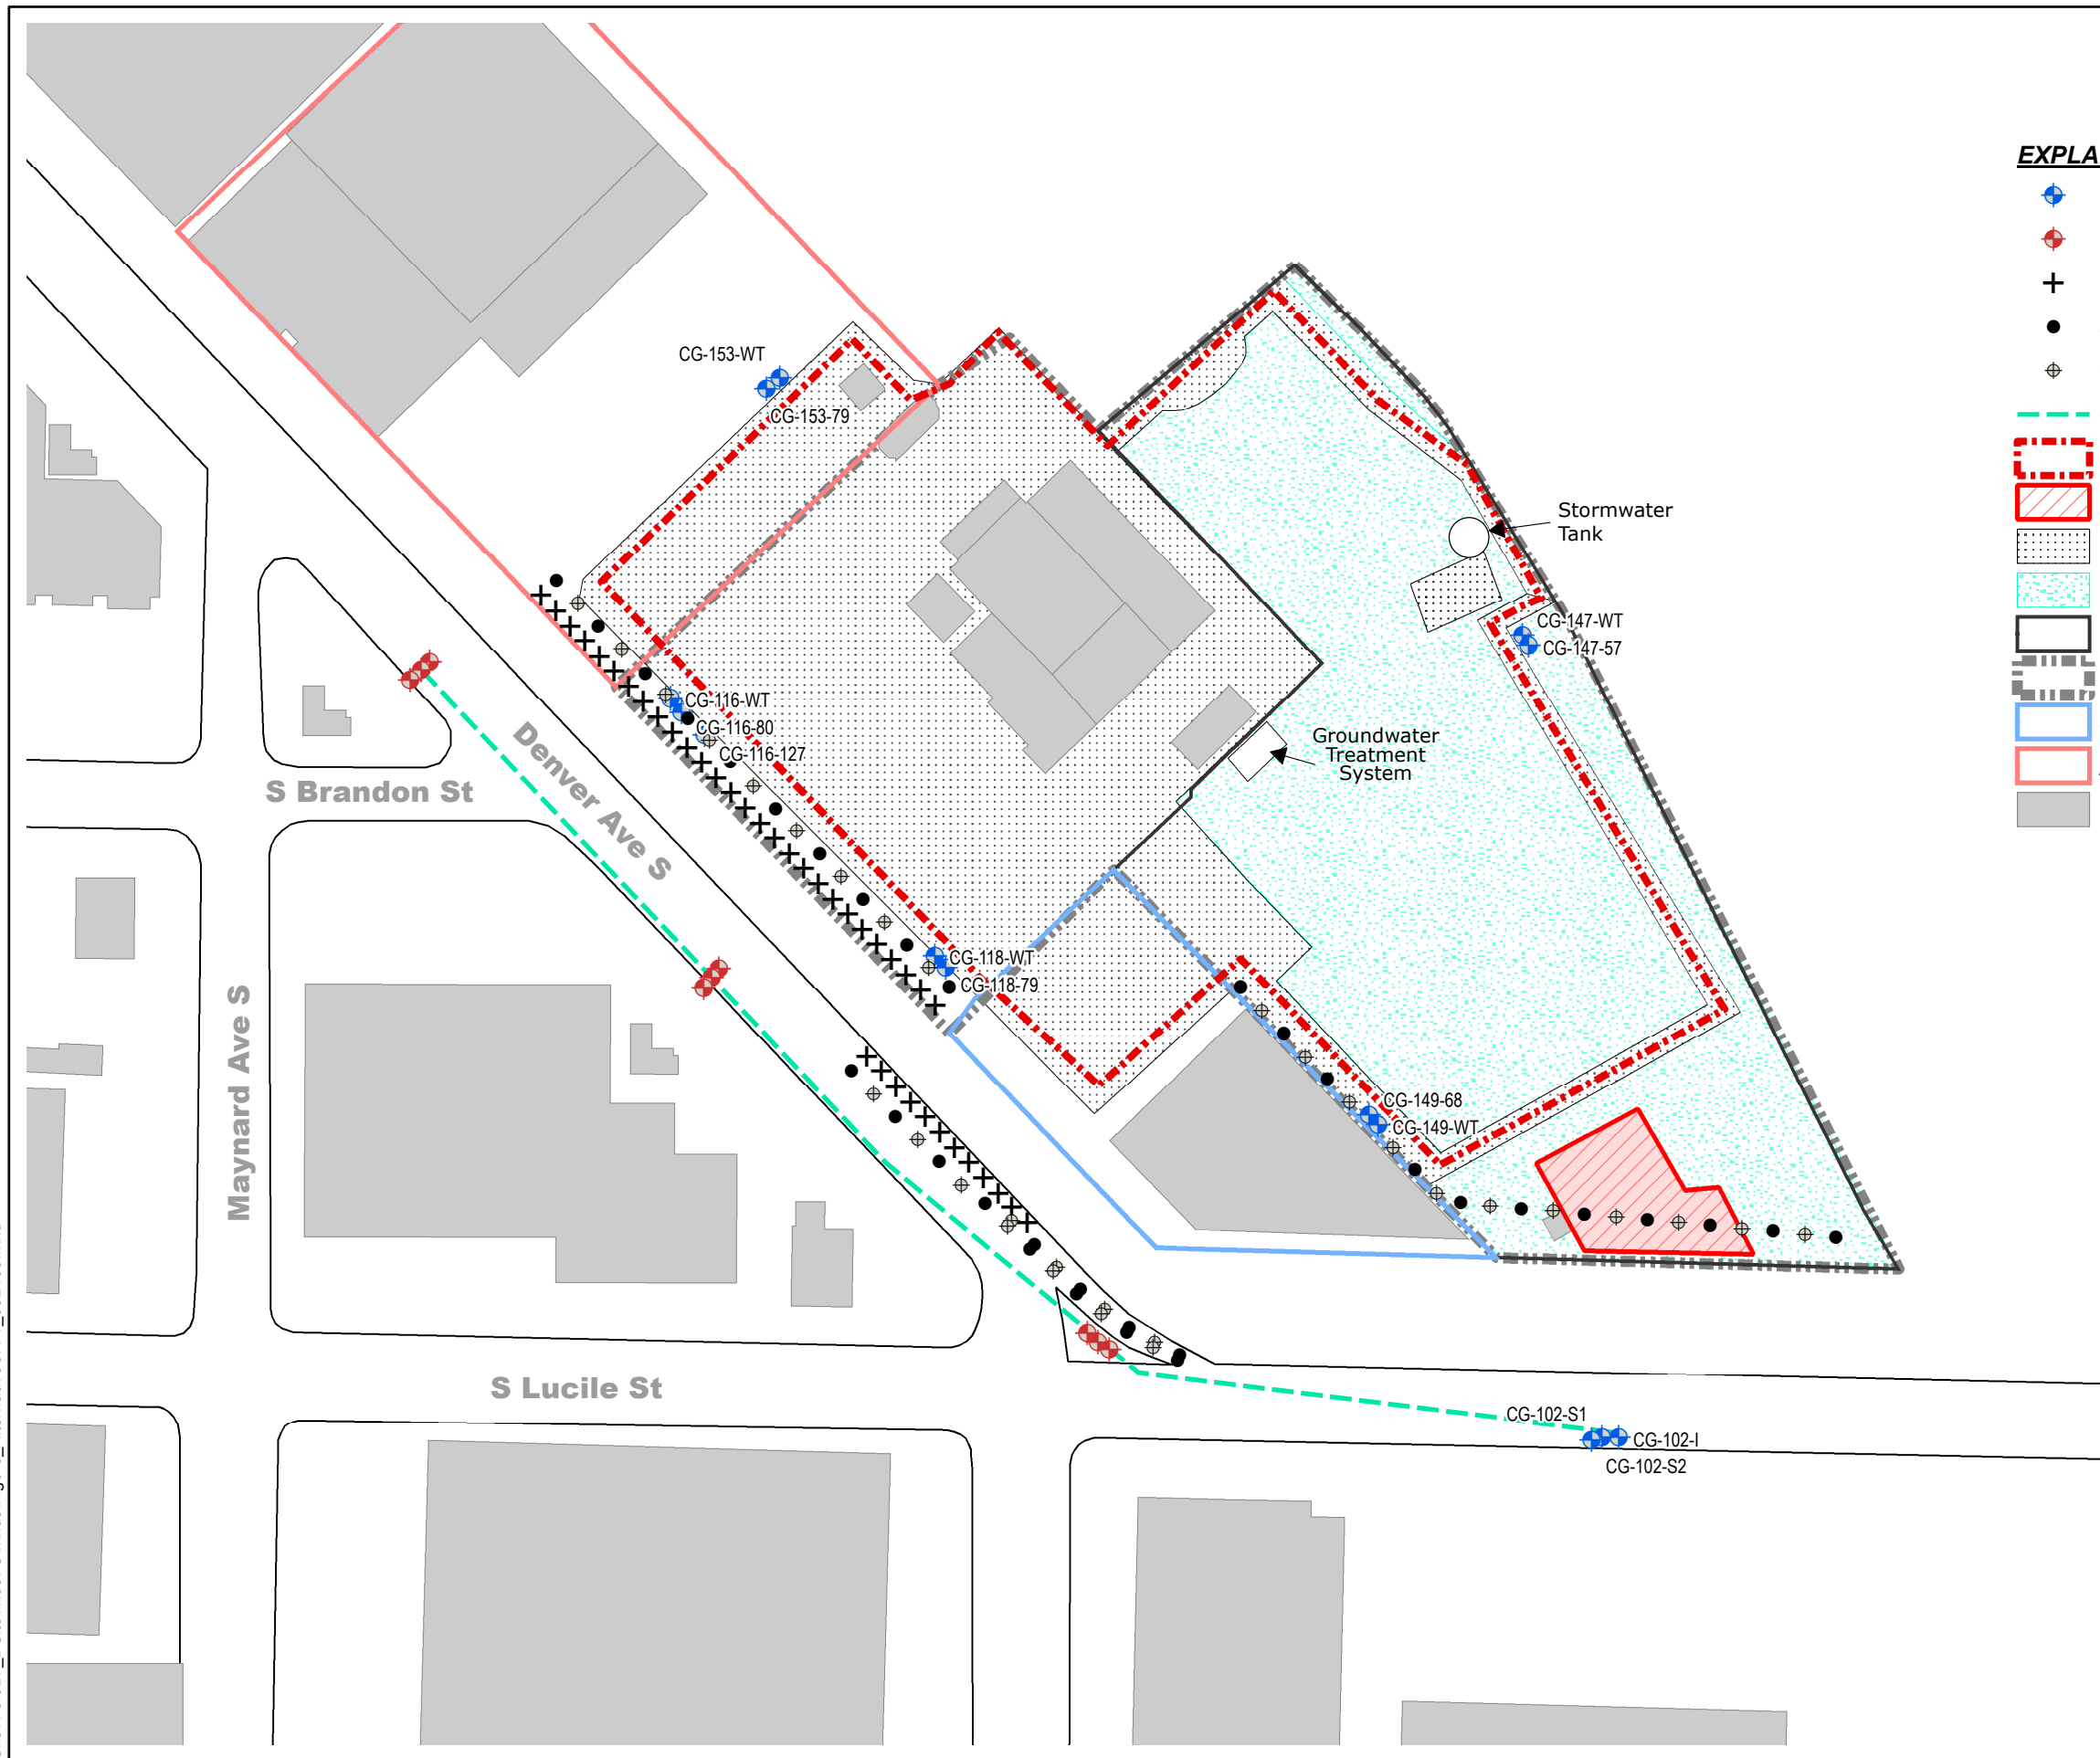 EXPLA
CG-153-WT
CG-153-79
Stormwater
Tank
CG-147-WT
CG-147-57
CG-116-WT
CG-116-80
CG-116-127
Groundwater
Treatment
System
Denver Ave S
S Brandon St
CG-118-WT
CG-118-79
Maynard Ave S
CG-149-68
CG-149-WT
S Lucile St
CG-102-S1
CG-102-I
CG-102-S2